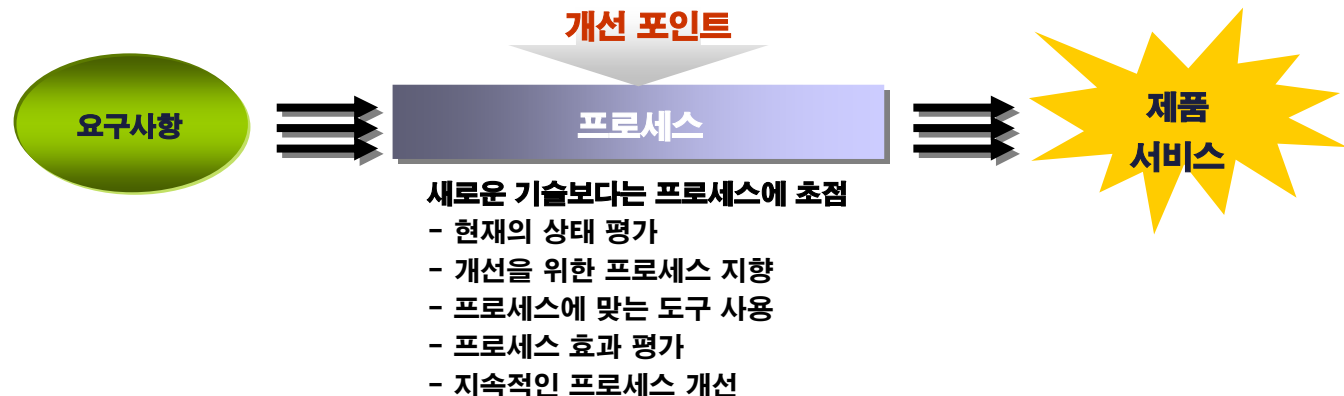 개선 포인트
요구사항
프로세스
제품
서비스
새로운 기술보다는 프로세스에 초점
- 현재의 상태 평가
- 개선을 위한 프로세스 지향
- 프로세스에 맞는 도구 사용
- 프로세스 효과 평가
- 지속적인 프로세스 개선